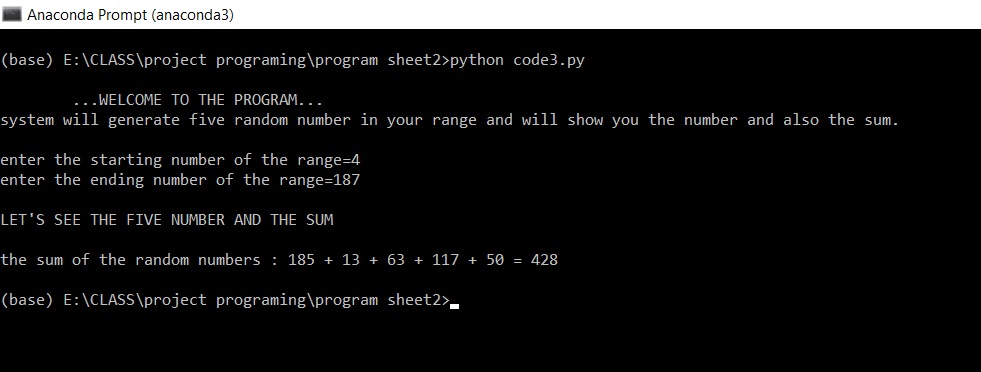 Anaconda Prompt (anaconda3)
(base) E:\CLASS\project programing\program sheet2>python code3.py
...WELCOME TO THE PROGRAM...
system will generate five random number in your range and will show you the number and also the sum.
enter the starting number of the range=4
enter the ending number of the range=187
LET'S SEE THE FIVE NUMBER AND THE SUM
the sum of the random numbers : 185 + 13 + 63 + 117 + 50 = 428
(base) E:\CLASS\project programing\program sheet2>